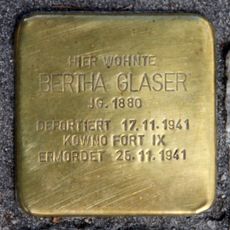 HIER WOHNTE
BERTHA GLASER
JG. 1880
DEPORTIERT 17.11.1941
KOWNO FORT IX
ERMORDET 25.11.1941